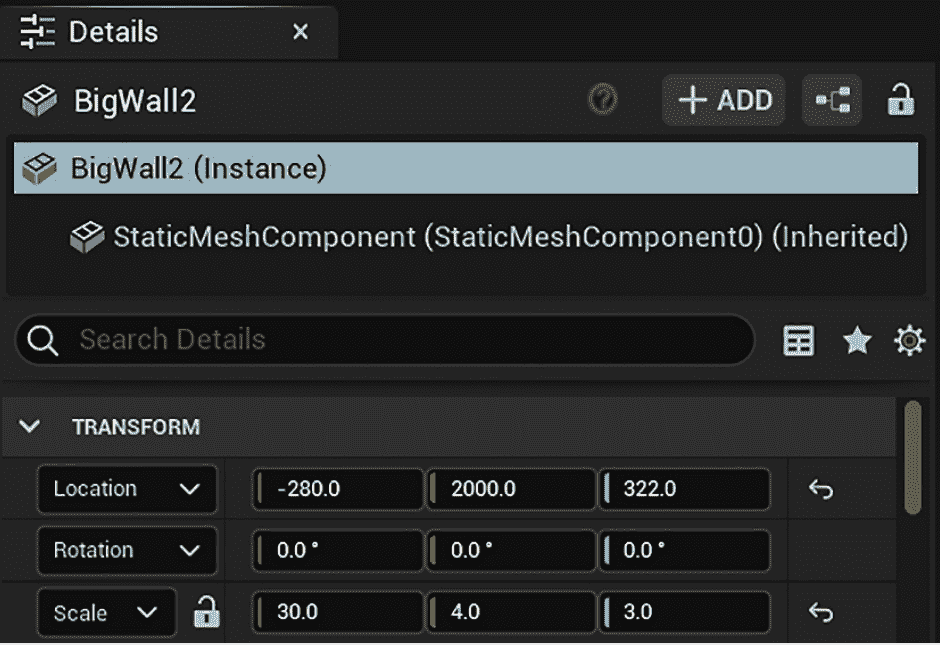 Details
BigWall2
+ ADD
BigWall2 (Instance)
StaticMeshComponent (StaticMeshComponent0) (Inherited)
Search Details
TRANSFORM
Location -280.0 2000.0 322.0
Rotation 0.0 ° 0.0 ° 0.0 °
Scale 30.0 4.0 3.0